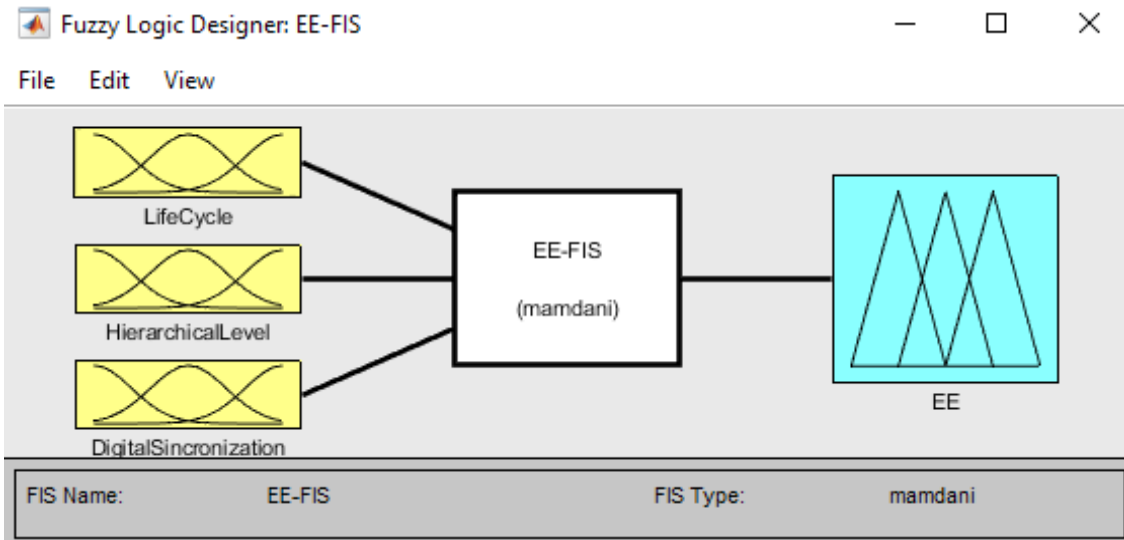 Fuzzy Logic Designer: EE-FIS
File Edit View
LifeCycle
HierarchicalLevel
DigitalSincronization
EE-FIS
(mamdani)
EE
FIS Name: EE-FIS FIS Type: mamdani